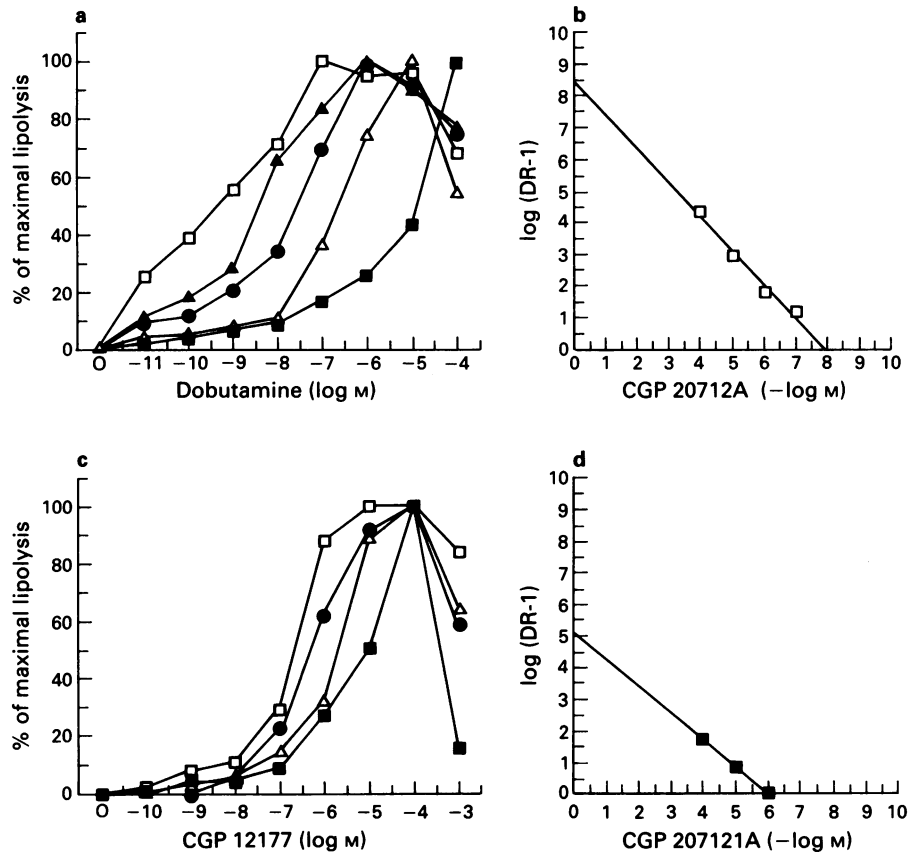 a
% of maximal lipolysis
100
80
60
40
20
0
0 −11 −10 −9 −8 −7 −6 −5 −4
Dobutamine (log M)
b
log (DR-1)
10
9
8
7
6
5
4
3
2
1
0
0 1 2 3 4 5 6 7 8 9 10
CGP 20712A (−log M)
c
% of maximal lipolysis
100
80
60
40
20
0
0 −10 −9 −8 −7 −6 −5 −4 −3
CGP 12177 (log M)
d
log (DR-1)
10
9
8
7
6
5
4
3
2
1
0
0 1 2 3 4 5 6 7 8 9 10
CGP 207121A (−log M)